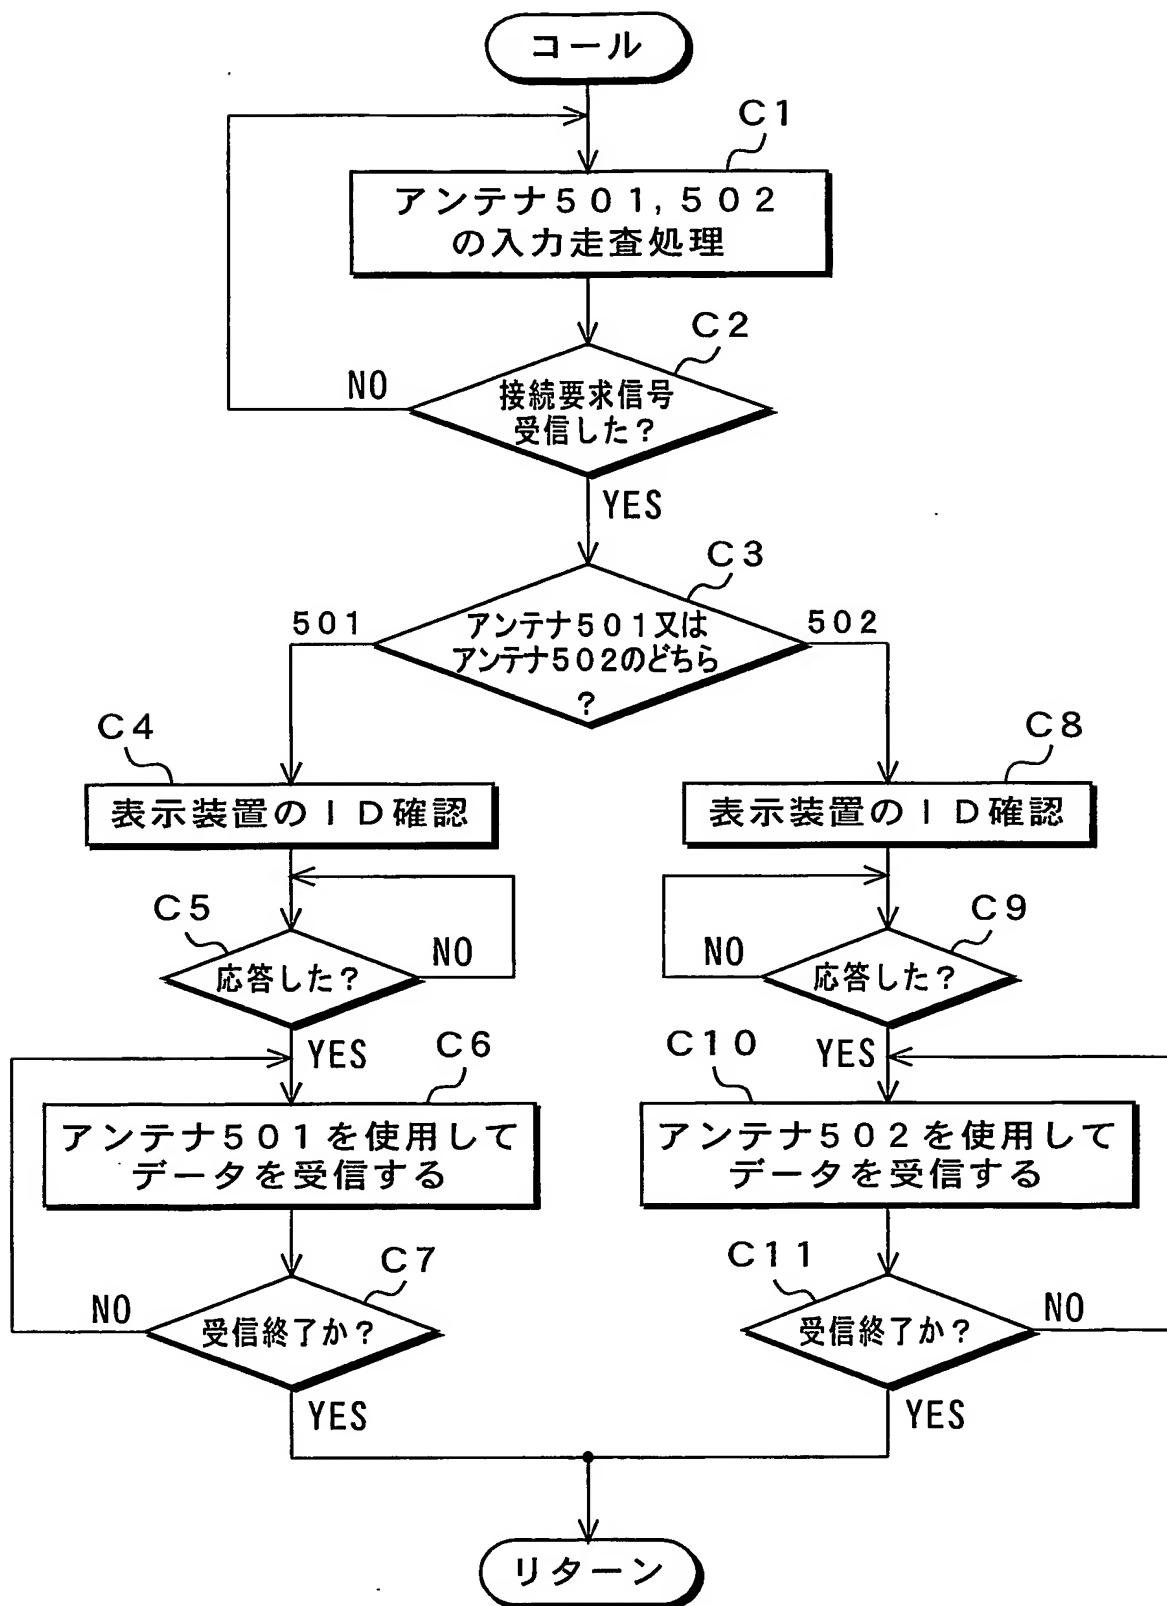 コール
C1
アンテナ501,502
の入力走査処理
C2
接続要求信号
受信した?
NO
YES
C3
アンテナ501又は
アンテナ502のどちら
?
501
502
C4
表示装置のID確認
C5
応答した?
NO
YES
C6
アンテナ501を使用して
データを受信する
C7
受信終了か?
NO
YES
C8
表示装置のID確認
C9
応答した?
NO
YES
C10
アンテナ502を使用して
データを受信する
C11
受信終了か?
NO
YES
リターン